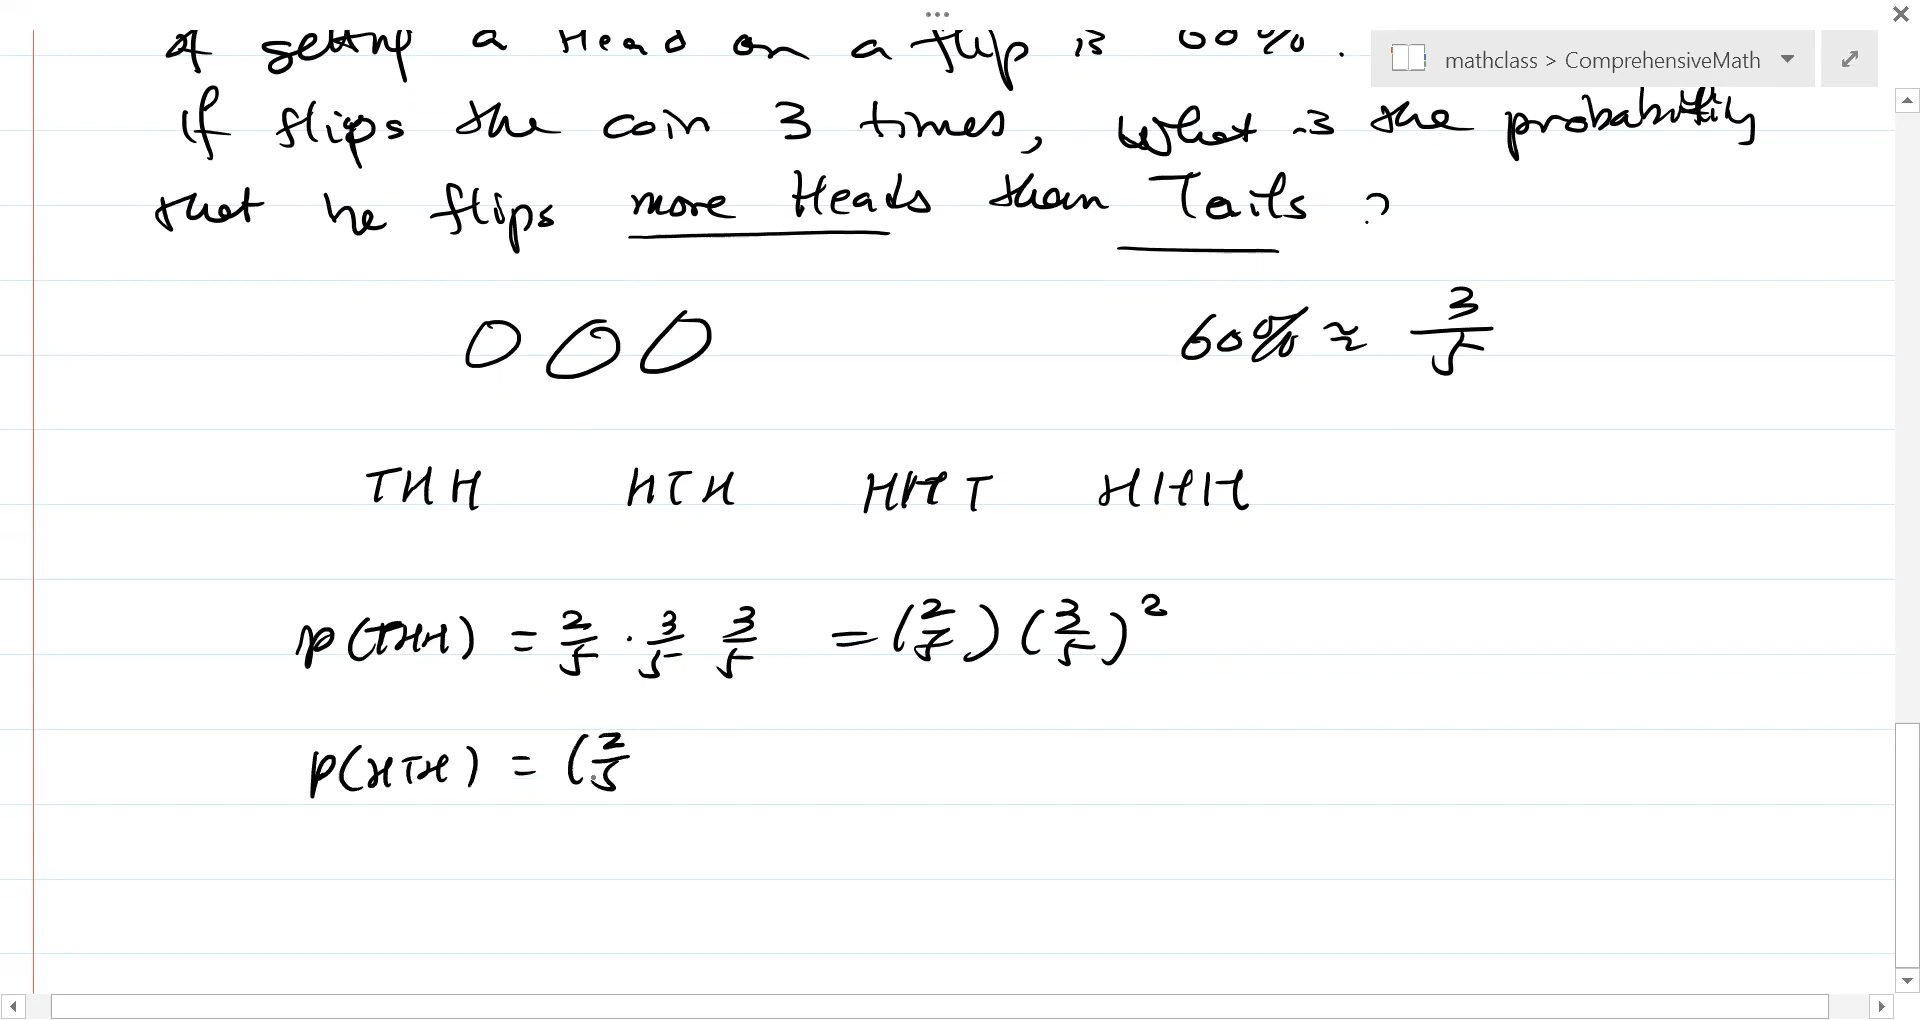 of getting a Head on a flip is 60%.
mathclass > ComprehensiveMath
If flips the coin 3 times, What is the probability
that he flips more Heads than Tails ?
60% ≈ 3/5
THH HTH HHT HHH
P(THH) = 2/5 · 3/5 3/5 = (2/5)(3/5)²
P(HTH) = (2/5